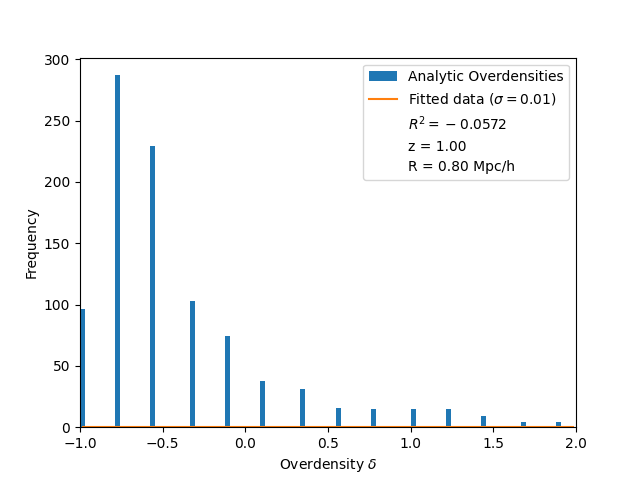 300
250
200
150
100
50
0
Frequency
Analytic Overdensities
Fitted data (σ = 0.01)
R² = −0.0572
z = 1.00
R = 0.80 Mpc/h
−1.0 −0.5 0.0 0.5 1.0 1.5 2.0
Overdensity δ